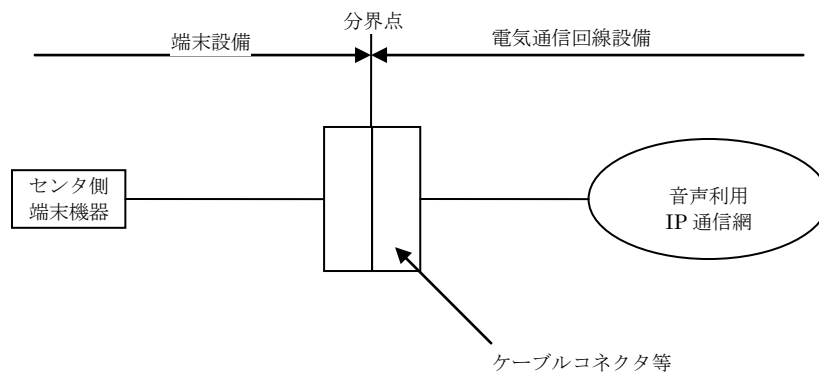 分界点
端末設備
電気通信回線設備
センタ側
端末機器
音声利用
IP 通信網
ケーブルコネクタ等